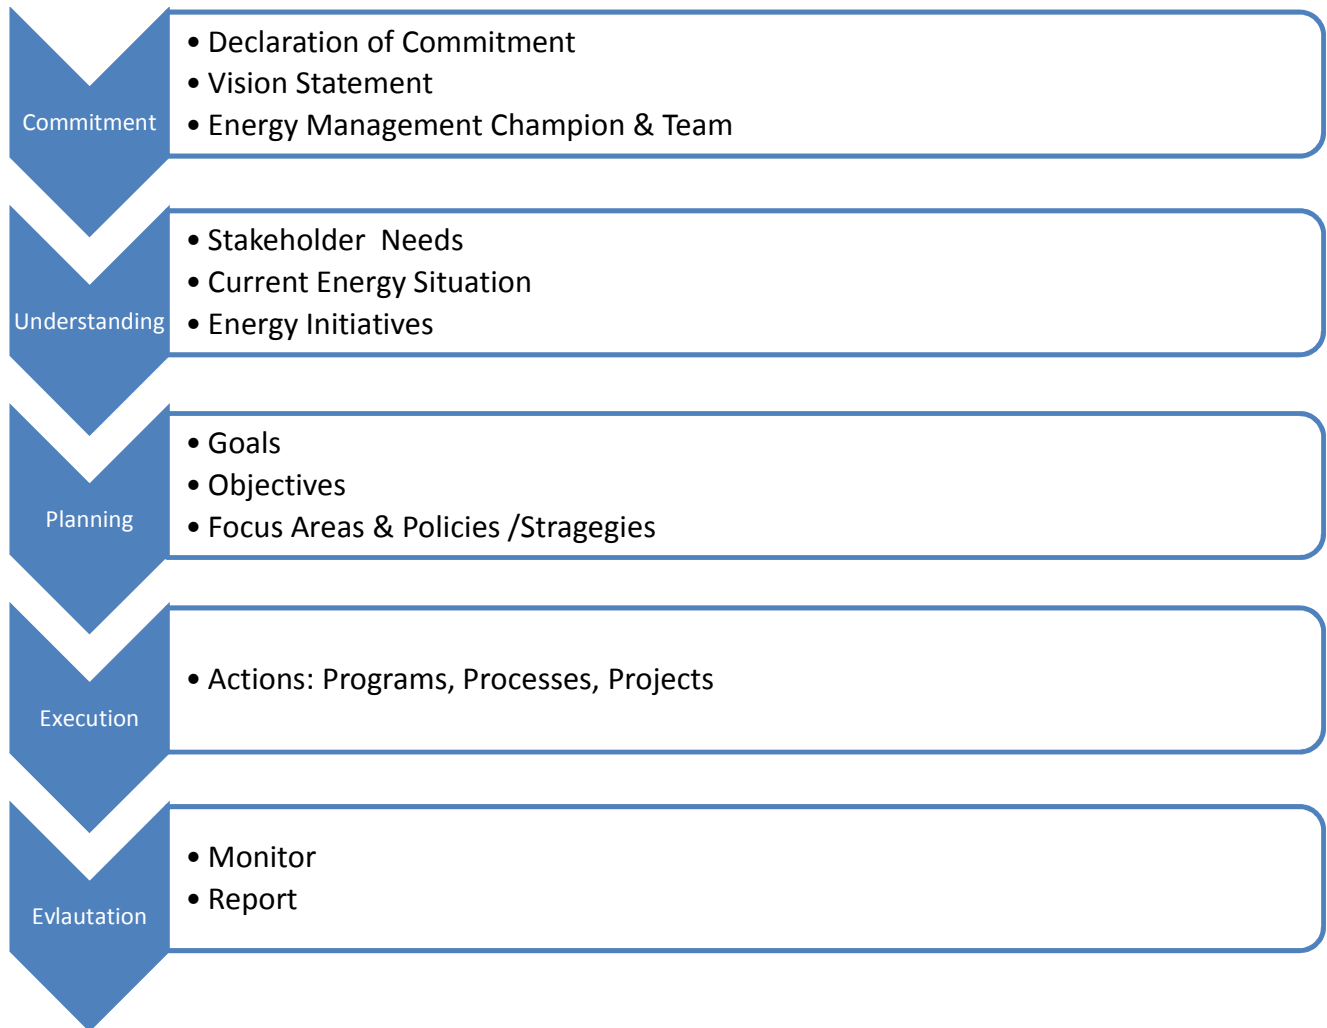 Commitment
• Declaration of Commitment
• Vision Statement
• Energy Management Champion & Team
Understanding
• Stakeholder  Needs
• Current Energy Situation
• Energy Initiatives
Planning
• Goals
• Objectives
• Focus Areas & Policies /Stragegies
Execution
• Actions: Programs, Processes, Projects
Evlautation
• Monitor
• Report